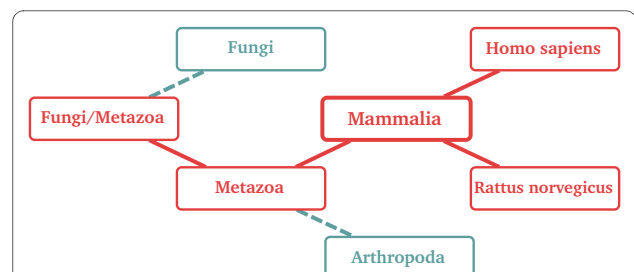 Fungi
Homo sapiens
Fungi/Metazoa
Mammalia
Metazoa
Rattus norvegicus
Arthropoda